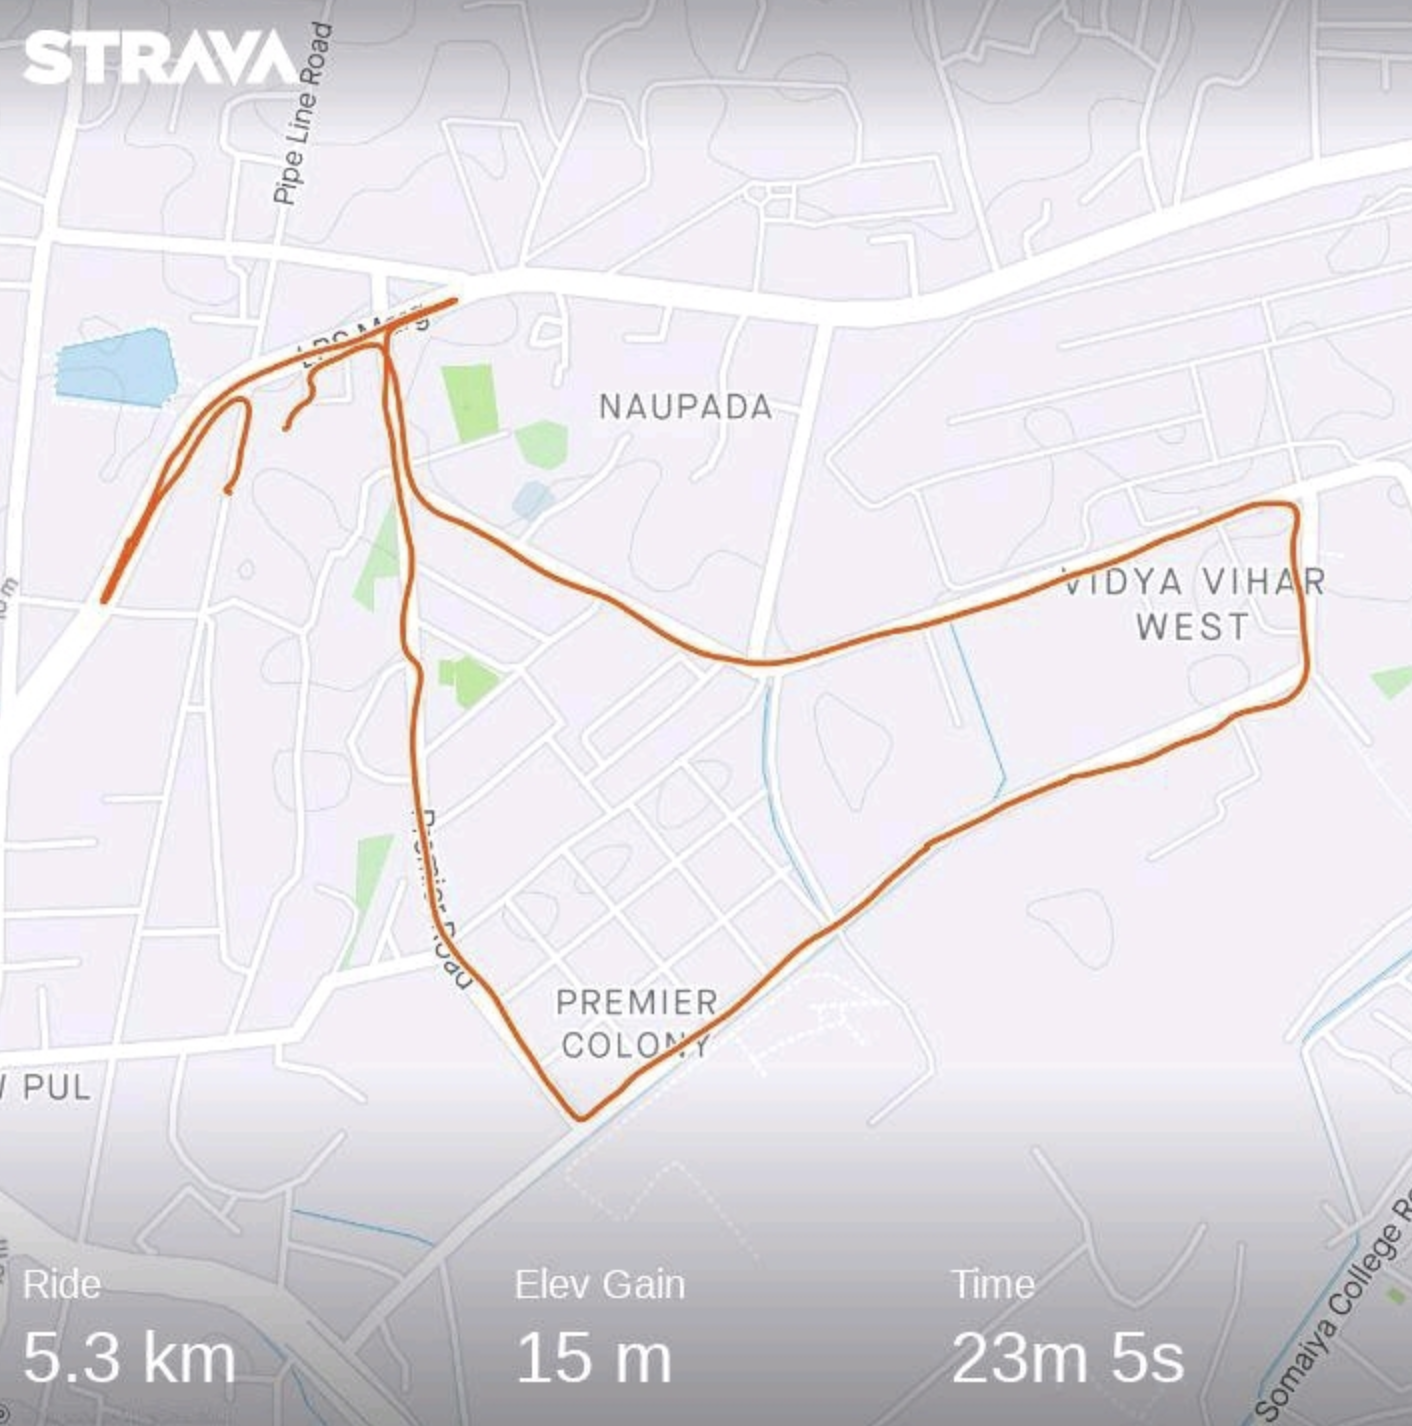 STRAVA
Pipe Line Road
LBS Marg
NAUPADA
VIDYA VIHAR
WEST
Premier Road
PREMIER
COLONY
PUL
Somaiya College
Ride
Elev Gain
Time
5.3 km
15 m
23m 5s